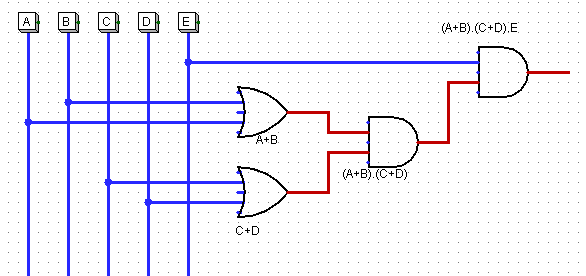 A B C D E
(A+B).(C+D).E
A+B
(A+B).(C+D)
C+D